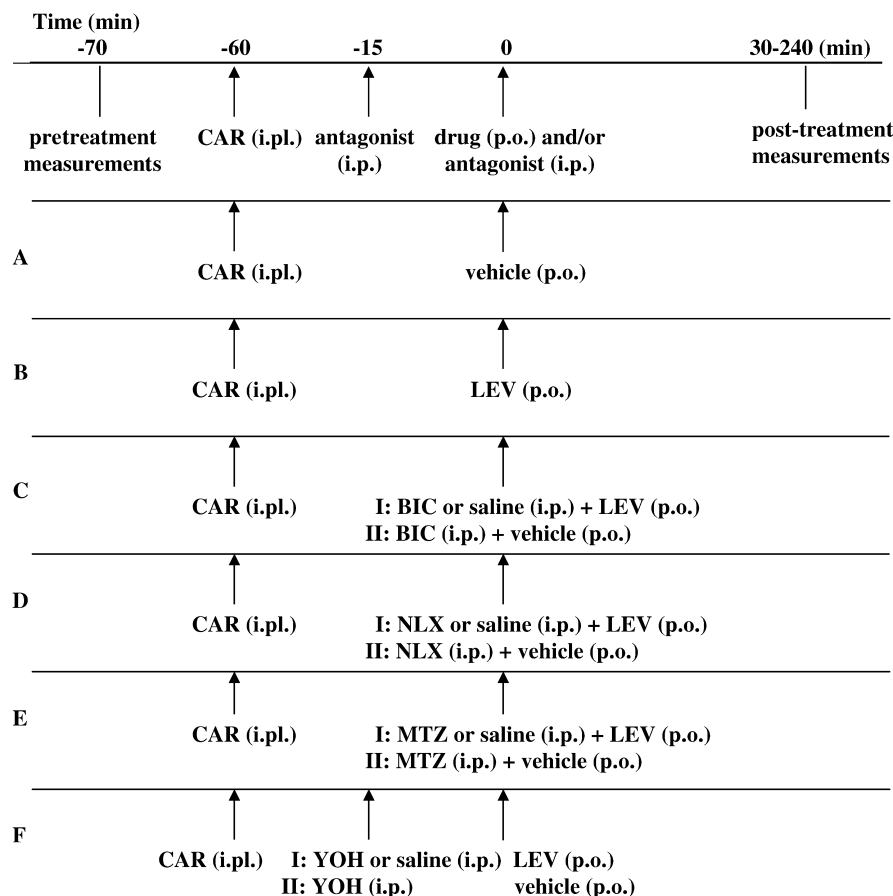 Time (min)
-70 -60 -15 0 30-240 (min)
pretreatment CAR (i.pl.) antagonist drug (p.o.) and/or post-treatment
measurements (i.p.) antagonist (i.p.) measurements
A
CAR (i.pl.) vehicle (p.o.)
B
CAR (i.pl.) LEV (p.o.)
C
CAR (i.pl.) I: BIC or saline (i.p.) + LEV (p.o.)
II: BIC (i.p.) + vehicle (p.o.)
D
CAR (i.pl.) I: NLX or saline (i.p.) + LEV (p.o.)
II: NLX (i.p.) + vehicle (p.o.)
E
CAR (i.pl.) I: MTZ or saline (i.p.) + LEV (p.o.)
II: MTZ (i.p.) + vehicle (p.o.)
F
CAR (i.pl.) I: YOH or saline (i.p.) LEV (p.o.)
II: YOH (i.p.) vehicle (p.o.)